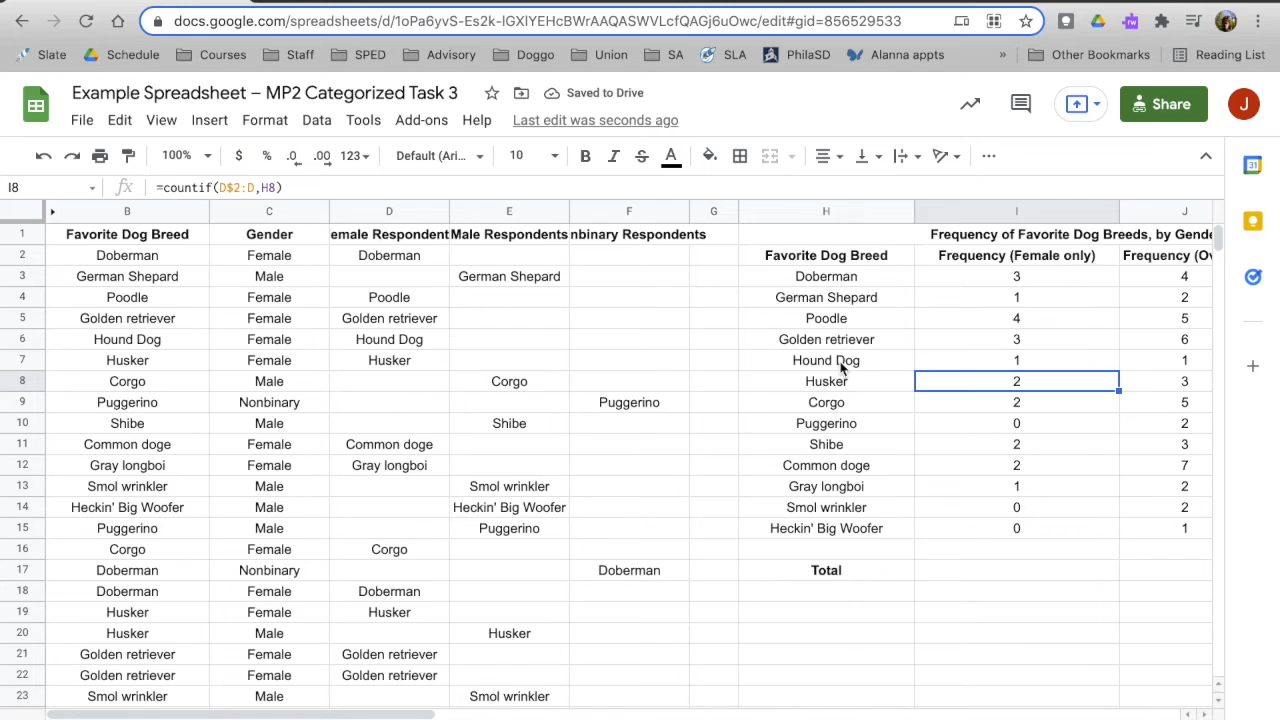 docs.google.com/spreadsheets/d/1oPa6yvS-Es2k-IGXlYEHcBWrAAQASWVLcfQAGj6uOwc/edit#gid=856529533
Slate Schedule Courses Staff SPED Advisory Doggo Union SA SLA PhilaSD Alanna appts » Other Bookmarks Reading List
Example Spreadsheet – MP2 Categorized Task 3 Saved to Drive
File Edit View Insert Format Data Tools Add-ons Help Last edit was seconds ago
Share J
100% $ % .0 .00 123 Default (Ari... 10 B I S A
I8 fx =countif(D$2:D,H8)
B C D E F G H I J
1 Favorite Dog Breed Gender emale Respondent Male Respondents nbinary Respondents Frequency of Favorite Dog Breeds, by Gende
2 Doberman Female Doberman Favorite Dog Breed Frequency (Female only) Frequency (Ov
3 German Shepard Male German Shepard Doberman 3 4
4 Poodle Female Poodle German Shepard 1 2
5 Golden retriever Female Golden retriever Poodle 4 5
6 Hound Dog Female Hound Dog Golden retriever 3 6
7 Husker Female Husker Hound Dog 1 1
8 Corgo Male Corgo Husker 2 3
9 Puggerino Nonbinary Puggerino Corgo 2 5
10 Shibe Male Shibe Puggerino 0 2
11 Common doge Female Common doge Shibe 2 3
12 Gray longboi Female Gray longboi Common doge 2 7
13 Smol wrinkler Male Smol wrinkler Gray longboi 1 2
14 Heckin' Big Woofer Male Heckin' Big Woofer Smol wrinkler 0 2
15 Puggerino Male Puggerino Heckin' Big Woofer 0 1
16 Corgo Female Corgo
17 Doberman Nonbinary Doberman Total
18 Doberman Female Doberman
19 Husker Female Husker
20 Husker Male Husker
21 Golden retriever Female Golden retriever
22 Golden retriever Female Golden retriever
23 Smol wrinkler Male Smol wrinkler